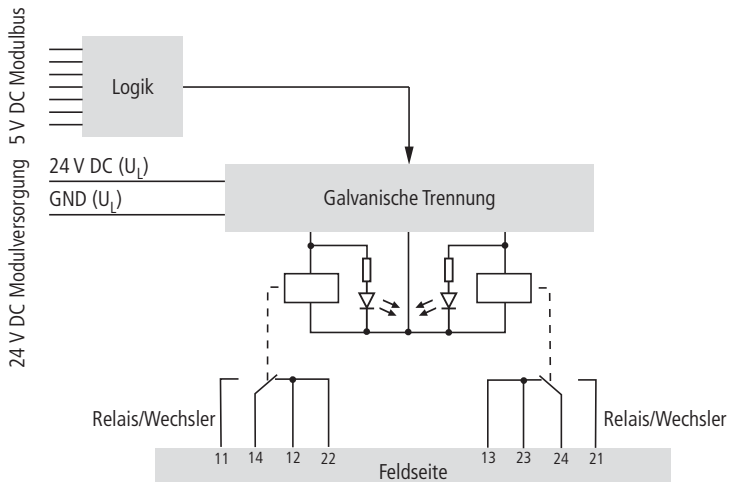 5 V DC Modulbus
Logik
24 V DC Modulversorgung
24 V DC (UL)
GND (UL)
Galvanische Trennung
Relais/Wechsler
Relais/Wechsler
11 14 12 22 13 23 24 21
Feldseite